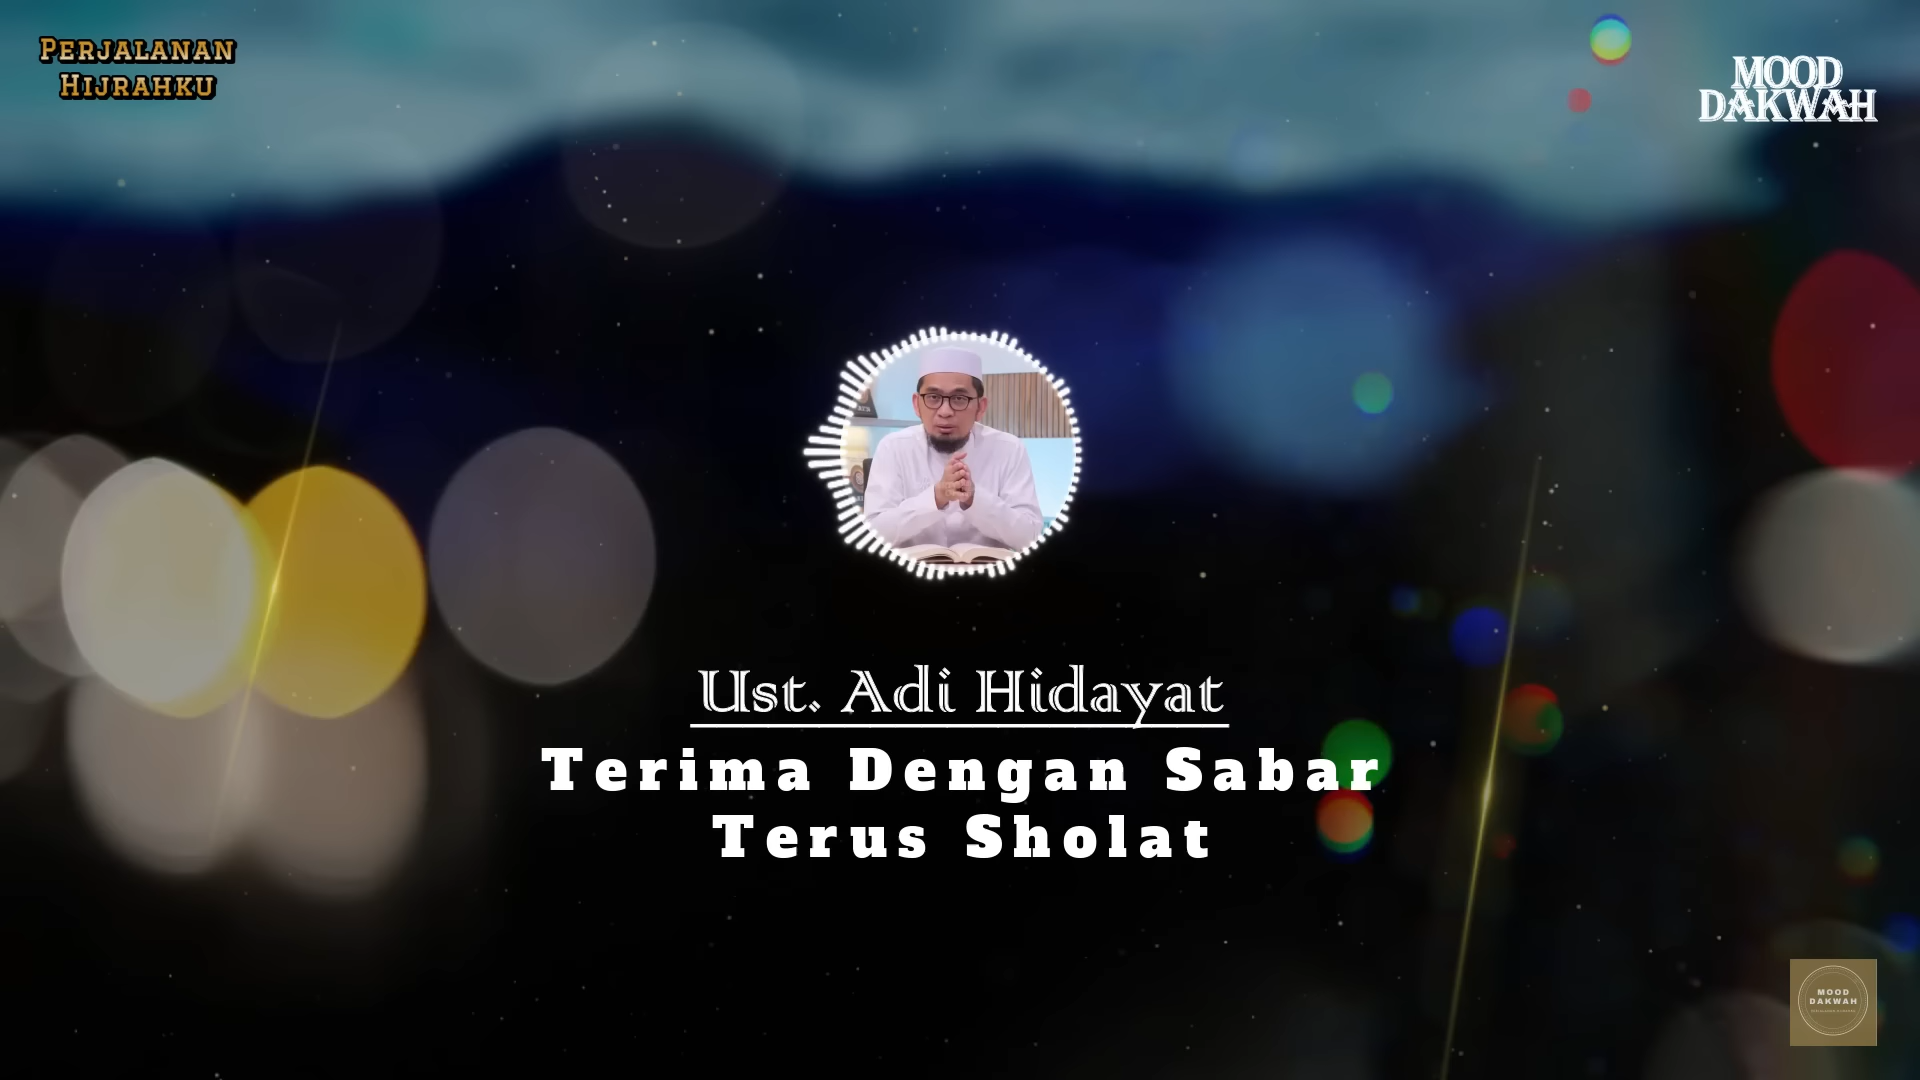 PERJALANAN
HIJRAHKU
MOOD
DAKWAH
Ust. Adi Hidayat
Terima Dengan Sabar
Terus Sholat
MOOD
DAKWAH